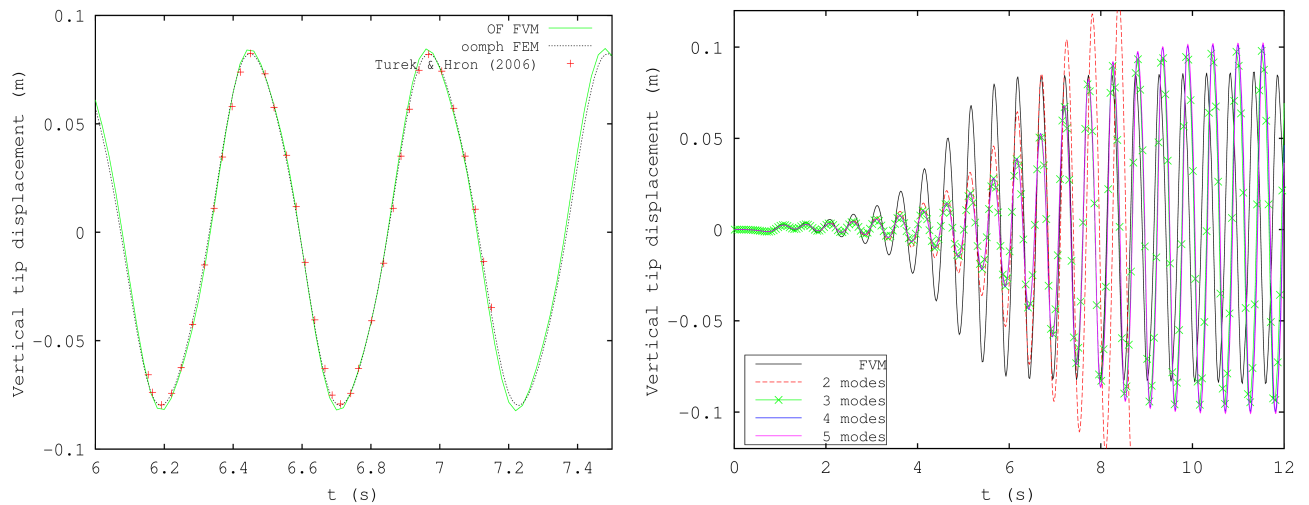 0.1
0.05
0
-0.05
-0.1
Vertical tip displacement (m)
OF FVM
oomph FEM
Turek & Hron (2006)
6
6.2
6.4
6.6
6.8
7
7.2
7.4
t (s)
0.1
0.05
0
-0.05
-0.1
Vertical tip displacement (m)
FVM
2 modes
3 modes
4 modes
5 modes
0
2
4
6
8
10
12
t (s)